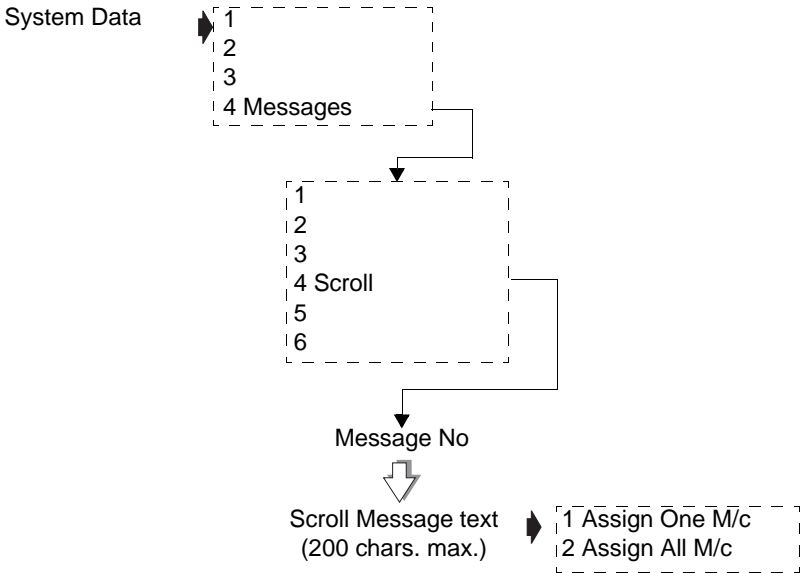 System Data
1
2
3
4 Messages
1
2
3
4 Scroll
5
6
Message No
Scroll Message text
(200 chars. max.)
1 Assign One M/c
2 Assign All M/c